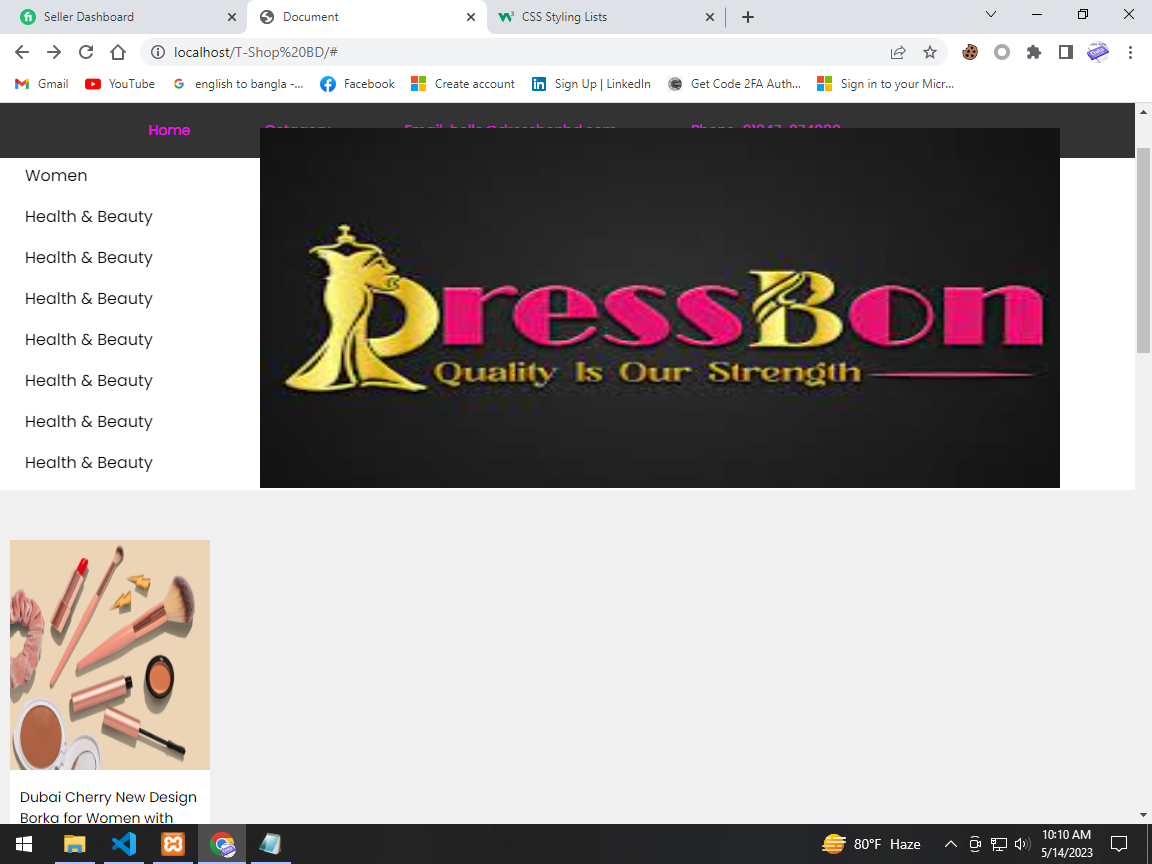 Seller Dashboard
Document
CSS Styling Lists
localhost/T-Shop%20BD/#
Gmail
YouTube
english to bangla -...
Facebook
Create account
Sign Up | LinkedIn
Get Code 2FA Auth...
Sign in to your Micr...
Home
Women
Health & Beauty
Health & Beauty
Health & Beauty
Health & Beauty
Health & Beauty
Health & Beauty
Health & Beauty
DressBon
Quality Is Our Strength
Dubai Cherry New Design
Borka for Women with
80°F Haze
10:10 AM
5/14/2023